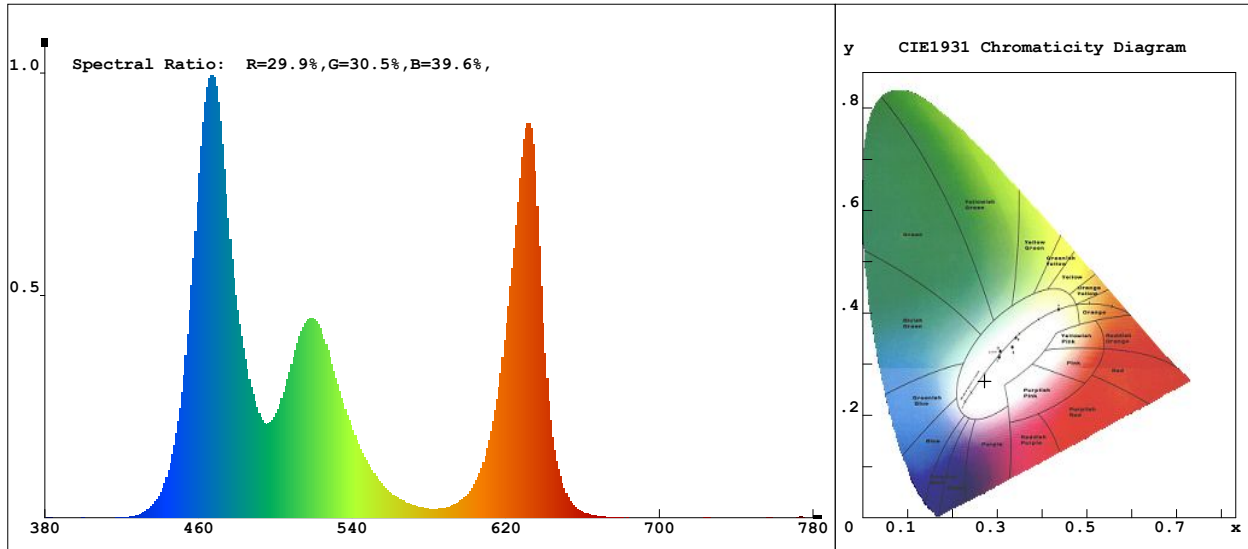 Spectral Ratio: R=29.9%,G=30.5%,B=39.6%,
1.0
0.5
380 460 540 620 700 780
y CIE1931 Chromaticity Diagram
.8
.6
.4
.2
0 0.1 0.3 0.5 0.7 x
Yellowish
Green
Green
Yellow
Green
Greenish
Yellow
Yellow
Orange
Yellow
Orange
Bluish
Green
Yellowish
Pink
Reddish
Orange
Pink
Red
Purplish
Pink
Greenish
Blue
Purplish
Red
Blue
Purple
Reddish
Purple